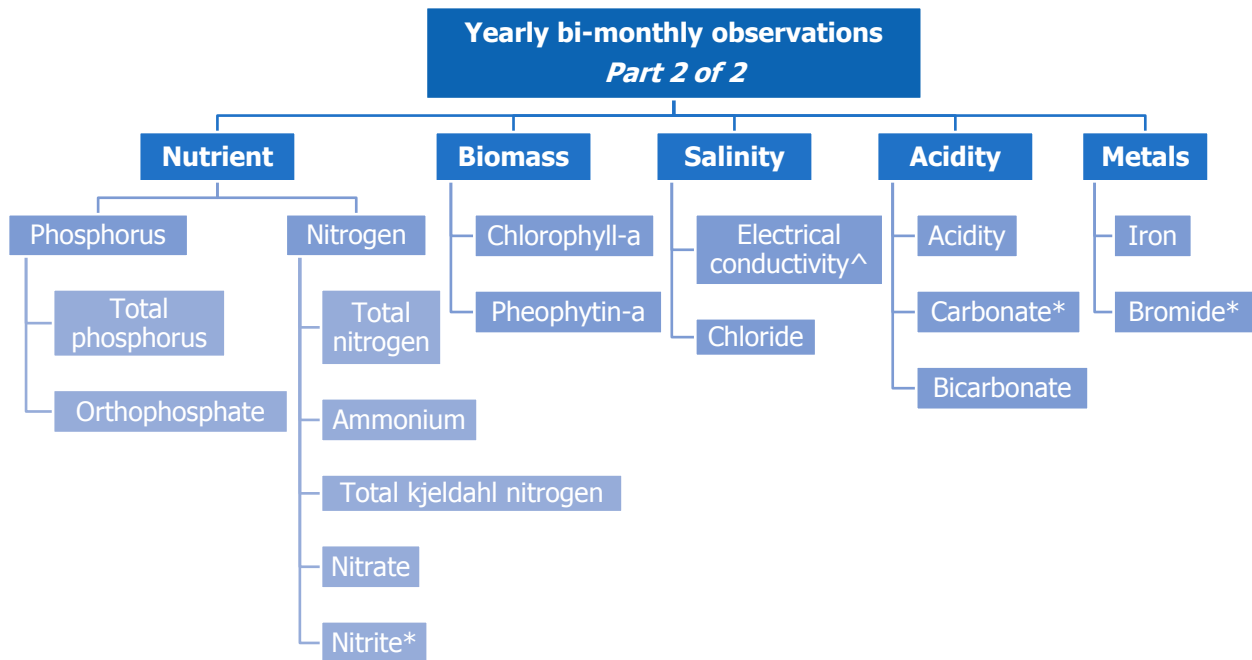 Yearly bi-monthly observations
Part 2 of 2
Nutrient
Biomass
Salinity
Acidity
Metals
Phosphorus
Nitrogen
Chlorophyll-a
Electrical
conductivity^
Acidity
Iron
Total
phosphorus
Total
nitrogen
Pheophytin-a
Chloride
Carbonate*
Bromide*
Orthophosphate
Ammonium
Bicarbonate
Total kjeldahl nitrogen
Nitrate
Nitrite*